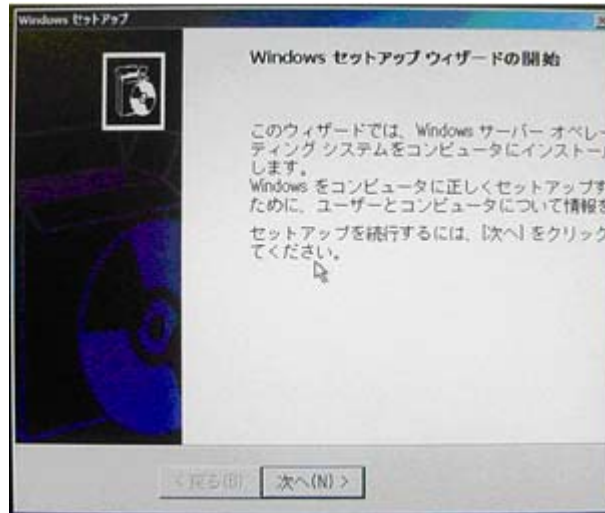 Windows セットアップ
Windows セットアップ ウィザードの開始
このウィザードでは、Windows サーバー オペレー
ティング システムをコンピュータにインストー
します。
Windows をコンピュータに正しくセットアップす
ために、ユーザーとコンピュータについて情報を
セットアップを続行するには、[次へ] をクリック
てください。
< 戻る(B)
次へ(N) >